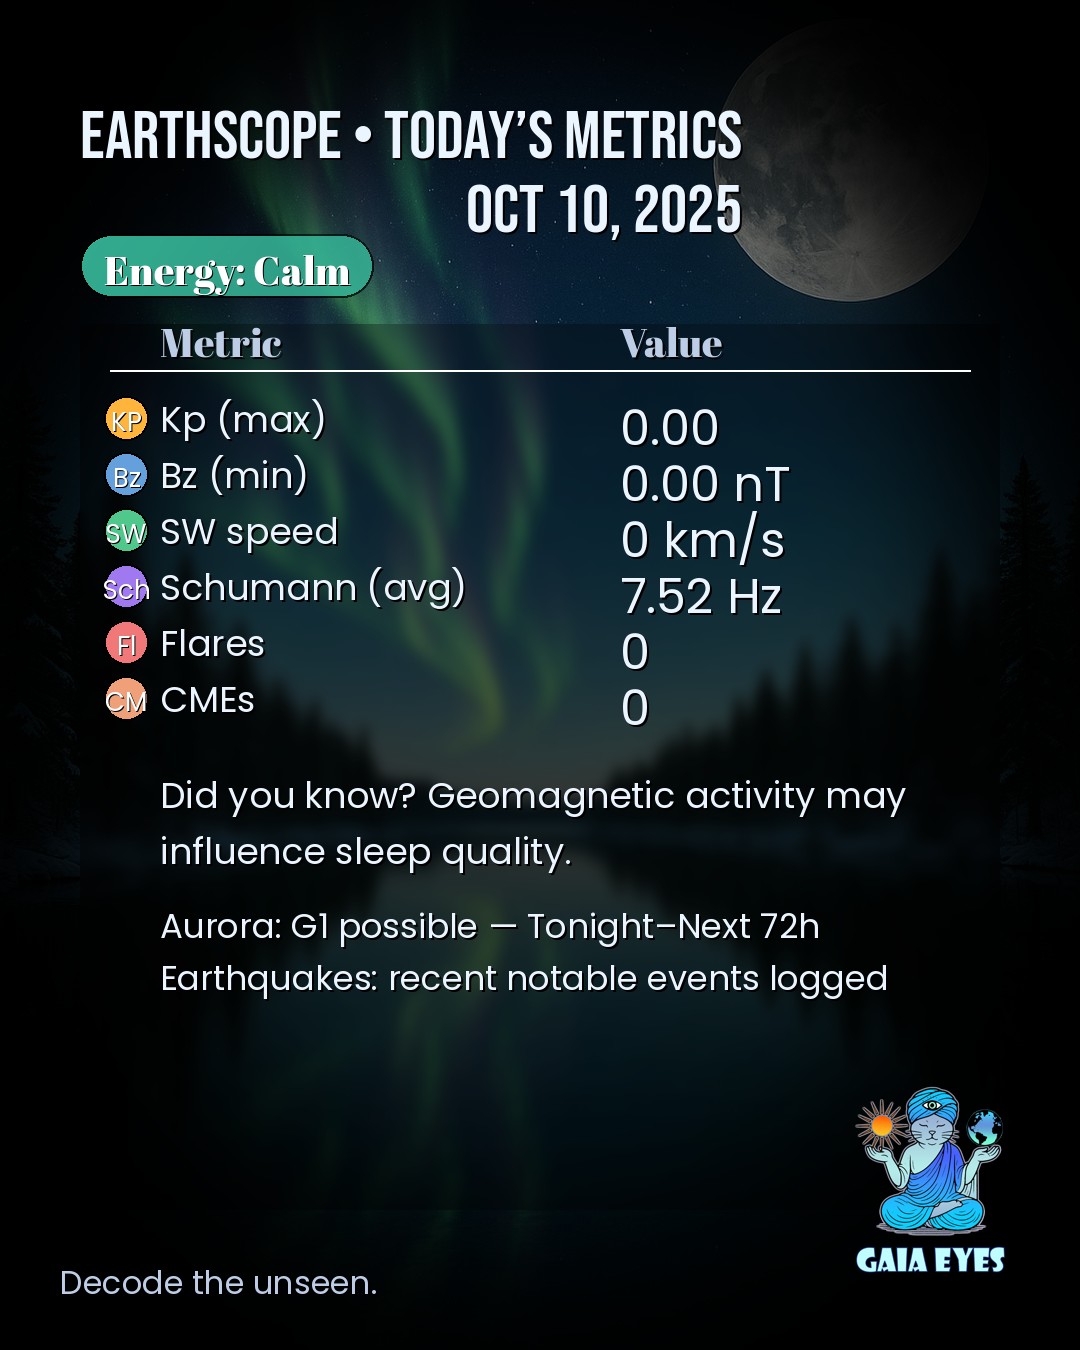 EARTHSCOPE • TODAY’S METRICS
OCT 10, 2025
Energy: Calm
Metric Value
KP Kp (max) 0.00
Bz Bz (min) 0.00 nT
SW SW speed 0 km/s
Sch Schumann (avg) 7.52 Hz
Fl Flares 0
CM CMEs 0
Did you know? Geomagnetic activity may
influence sleep quality.
Aurora: G1 possible — Tonight–Next 72h
Earthquakes: recent notable events logged
GAIA EYES
Decode the unseen.